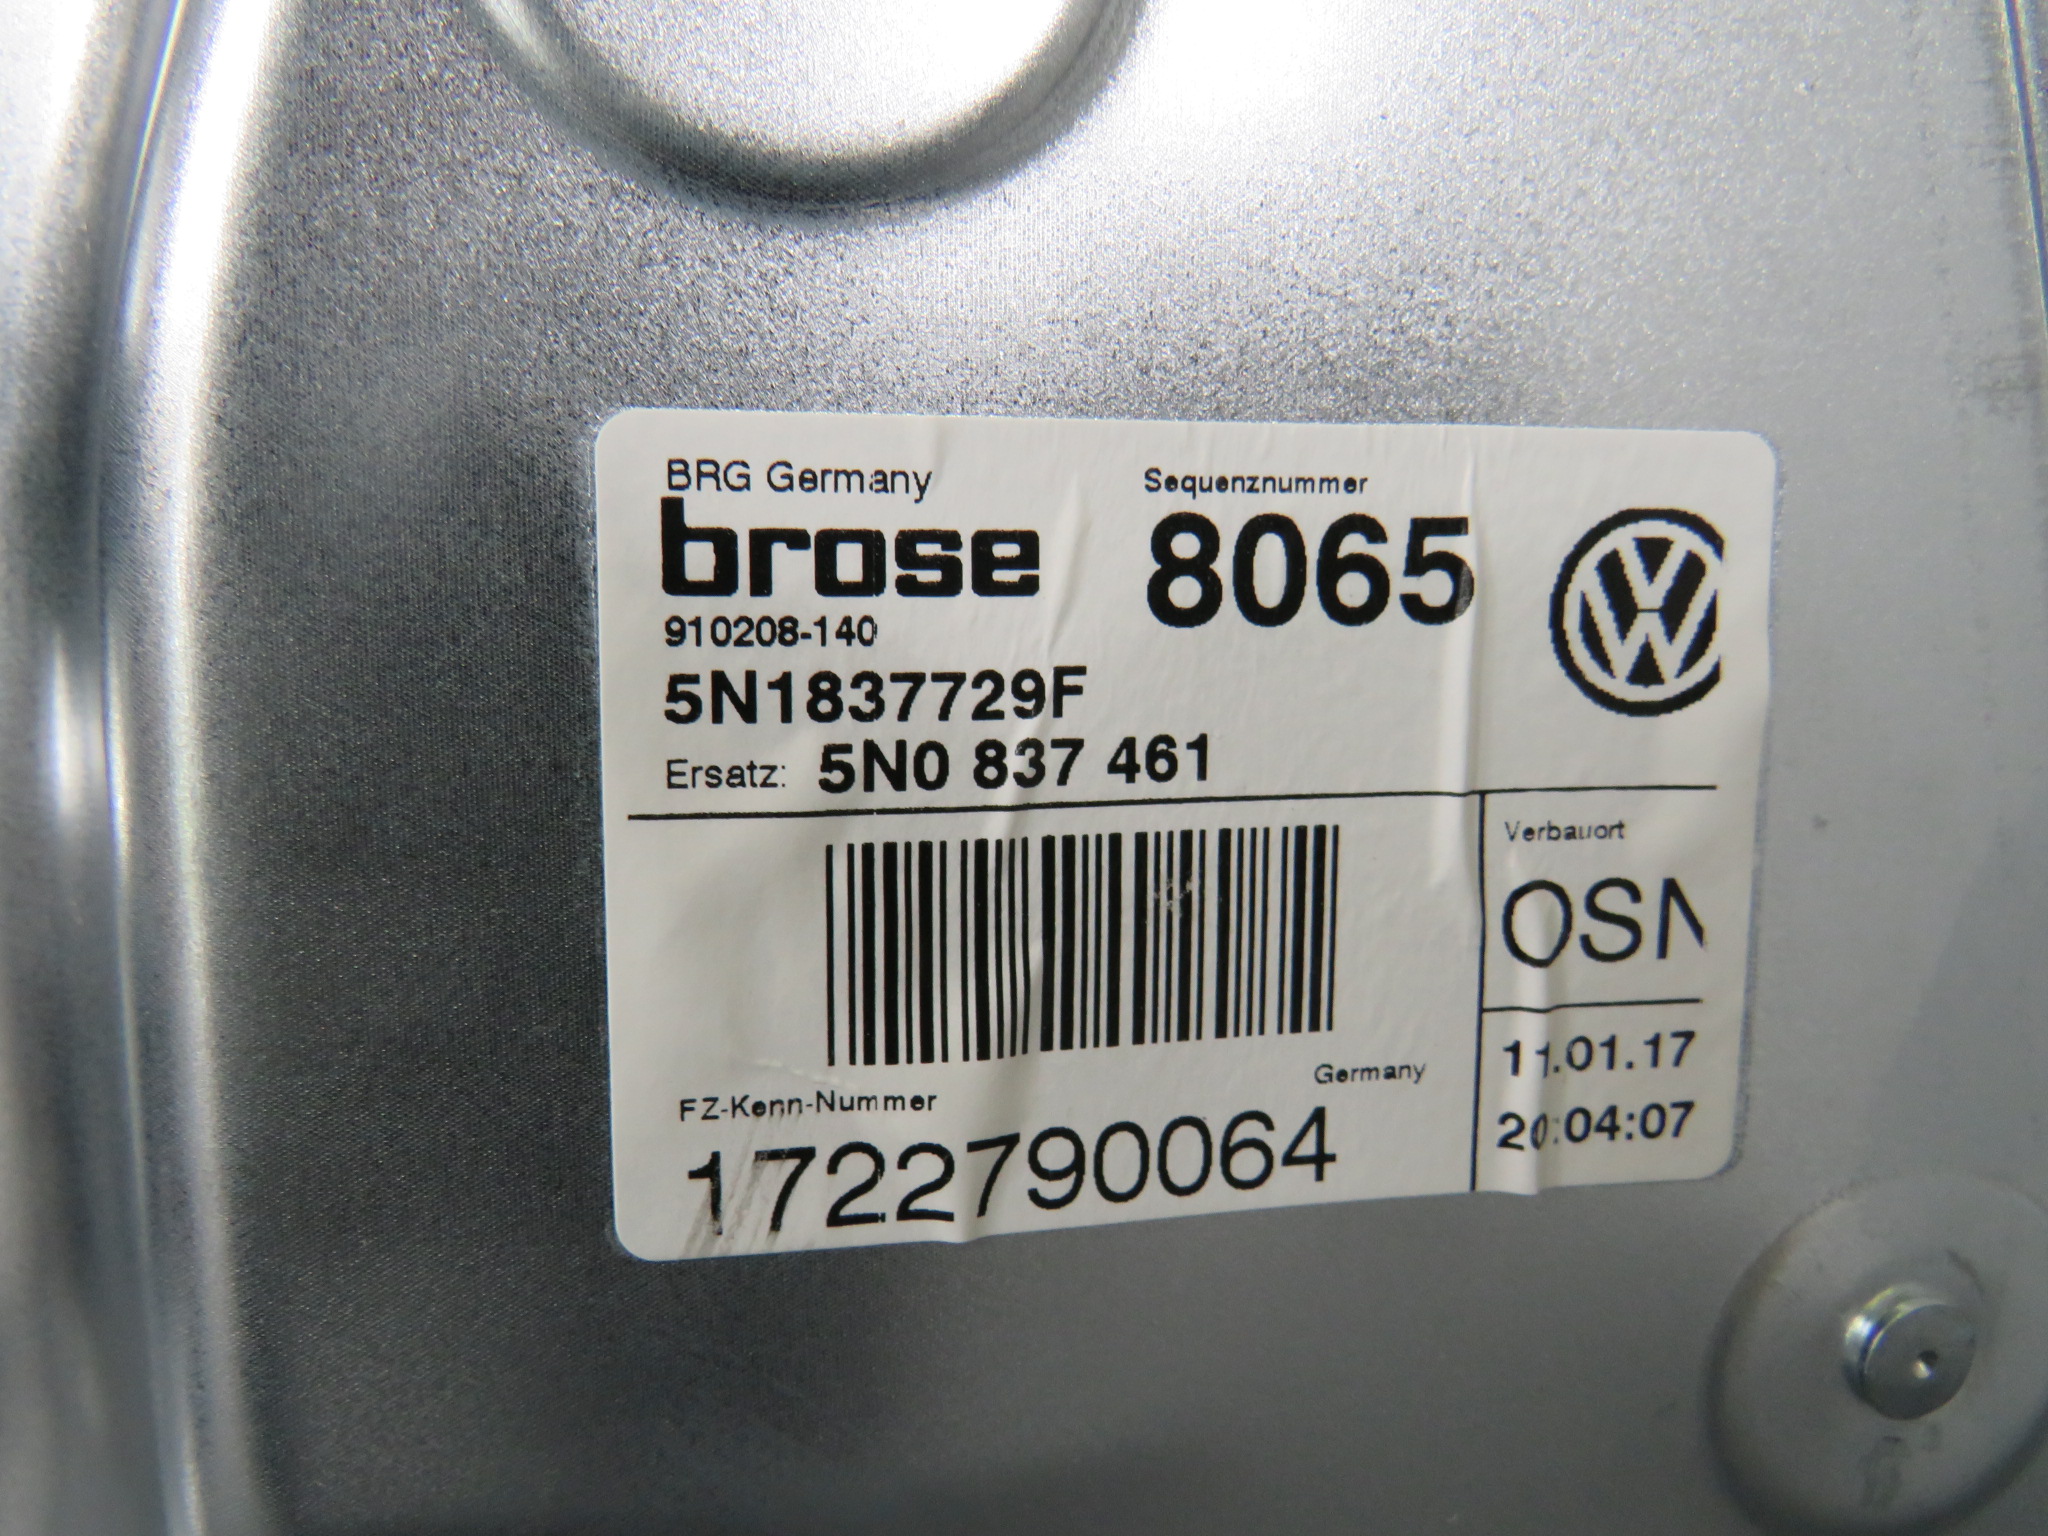 BRG Germany
brose
910208-140
5N1837729F
Ersatz: 5N0 837 461
Sequenznummer
8065
Verbauort
OSN
11.01.17
20:04:07
Germany
FZ-Kenn-Nummer
1722790064